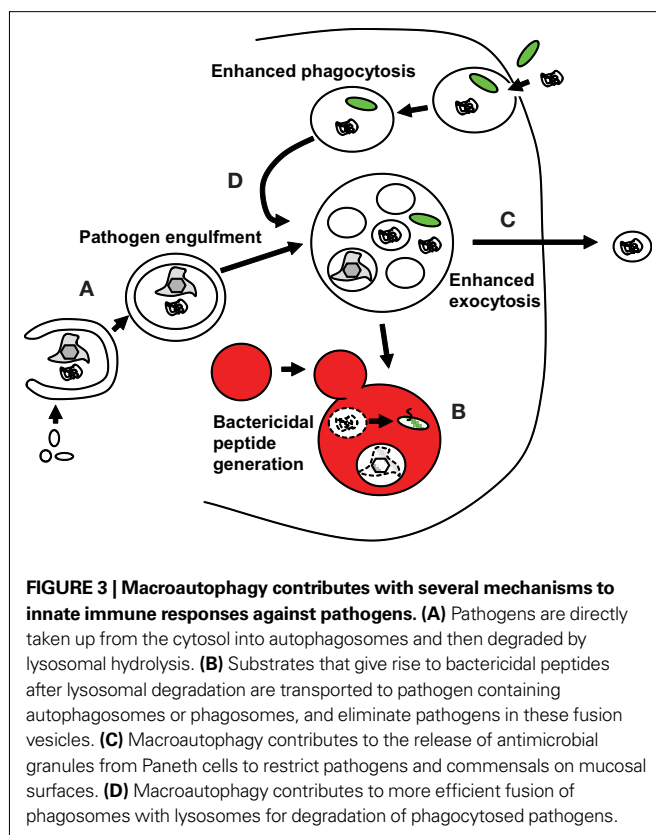 Enhanced phagocytosis
D
Pathogen engulfment
C
Enhanced
exocytosis
A
B
Bactericidal
peptide
generation
FIGURE 3 | Macroautophagy contributes with several mechanisms to
innate immune responses against pathogens. (A) Pathogens are directly
taken up from the cytosol into autophagosomes and then degraded by
lysosomal hydrolysis. (B) Substrates that give rise to bactericidal peptides
after lysosomal degradation are transported to pathogen containing
autophagosomes or phagosomes, and eliminate pathogens in these fusion
vesicles. (C) Macroautophagy contributes to the release of antimicrobial
granules from Paneth cells to restrict pathogens and commensals on mucosal
surfaces. (D) Macroautophagy contributes to more efficient fusion of
phagosomes with lysosomes for degradation of phagocytosed pathogens.